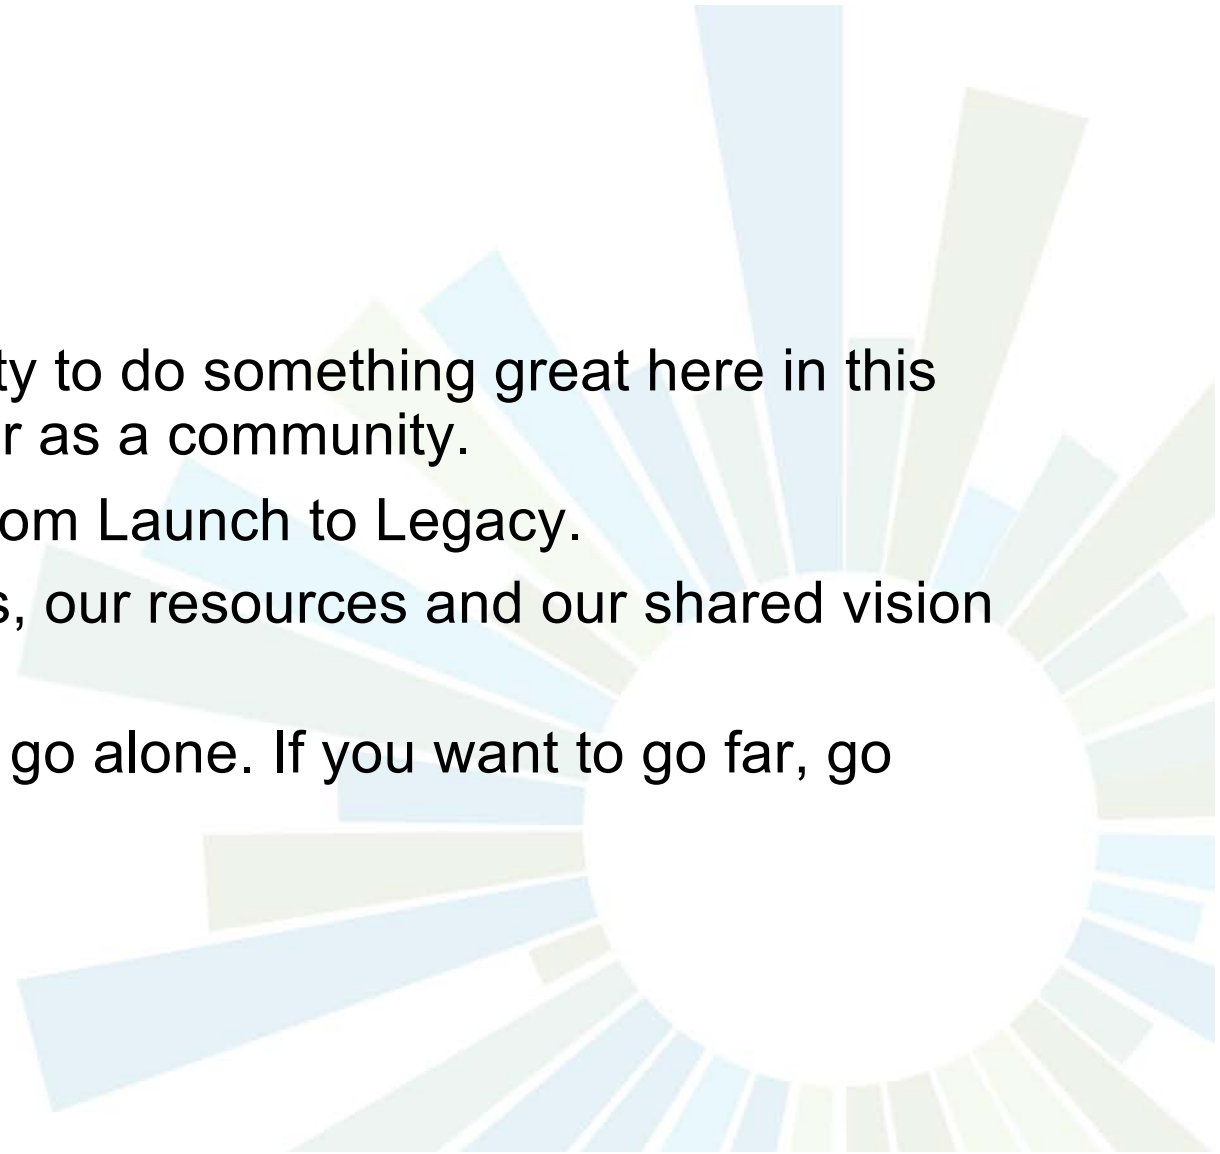 ty to do something great here in this
r as a community.
om Launch to Legacy.
s, our resources and our shared vision
go alone. If you want to go far, go